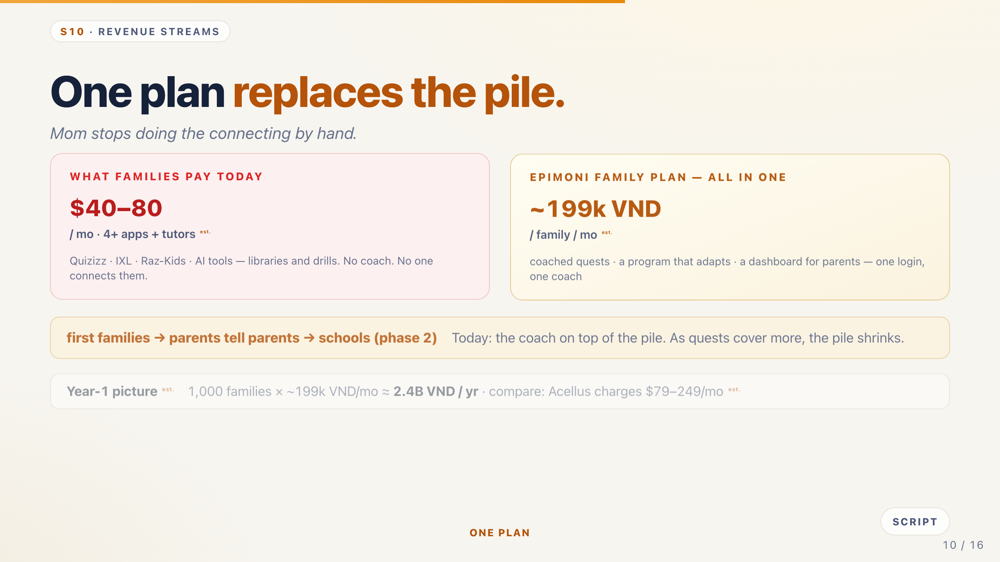 S10 · REVENUE STREAMS
One plan replaces the pile.
Mom stops doing the connecting by hand.
WHAT FAMILIES PAY TODAY
$40–80
/ mo · 4+ apps + tutors est.
Quizizz · IXL · Raz-Kids · AI tools — libraries and drills. No coach. No one
connects them.
EPIMONI FAMILY PLAN — ALL IN ONE
~199k VND
/ family / mo est.
coached quests · a program that adapts · a dashboard for parents — one login,
one coach
first families → parents tell parents → schools (phase 2) Today: the coach on top of the pile. As quests cover more, the pile shrinks.
Year-1 picture est. 1,000 families × ~199k VND/mo ≈ 2.4B VND / yr · compare: Acellus charges $79–249/mo est.
SCRIPT
ONE PLAN
10 / 16